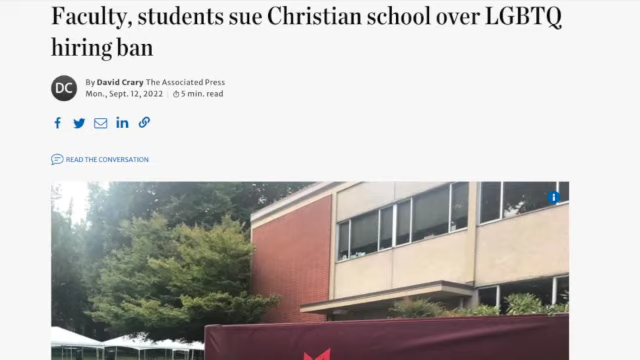 Faculty, students sue Christian school over LGBTQ
hiring ban
DC
By David Crary The Associated Press
Mon., Sept. 12, 2022 | 5 min. read
READ THE CONVERSATION